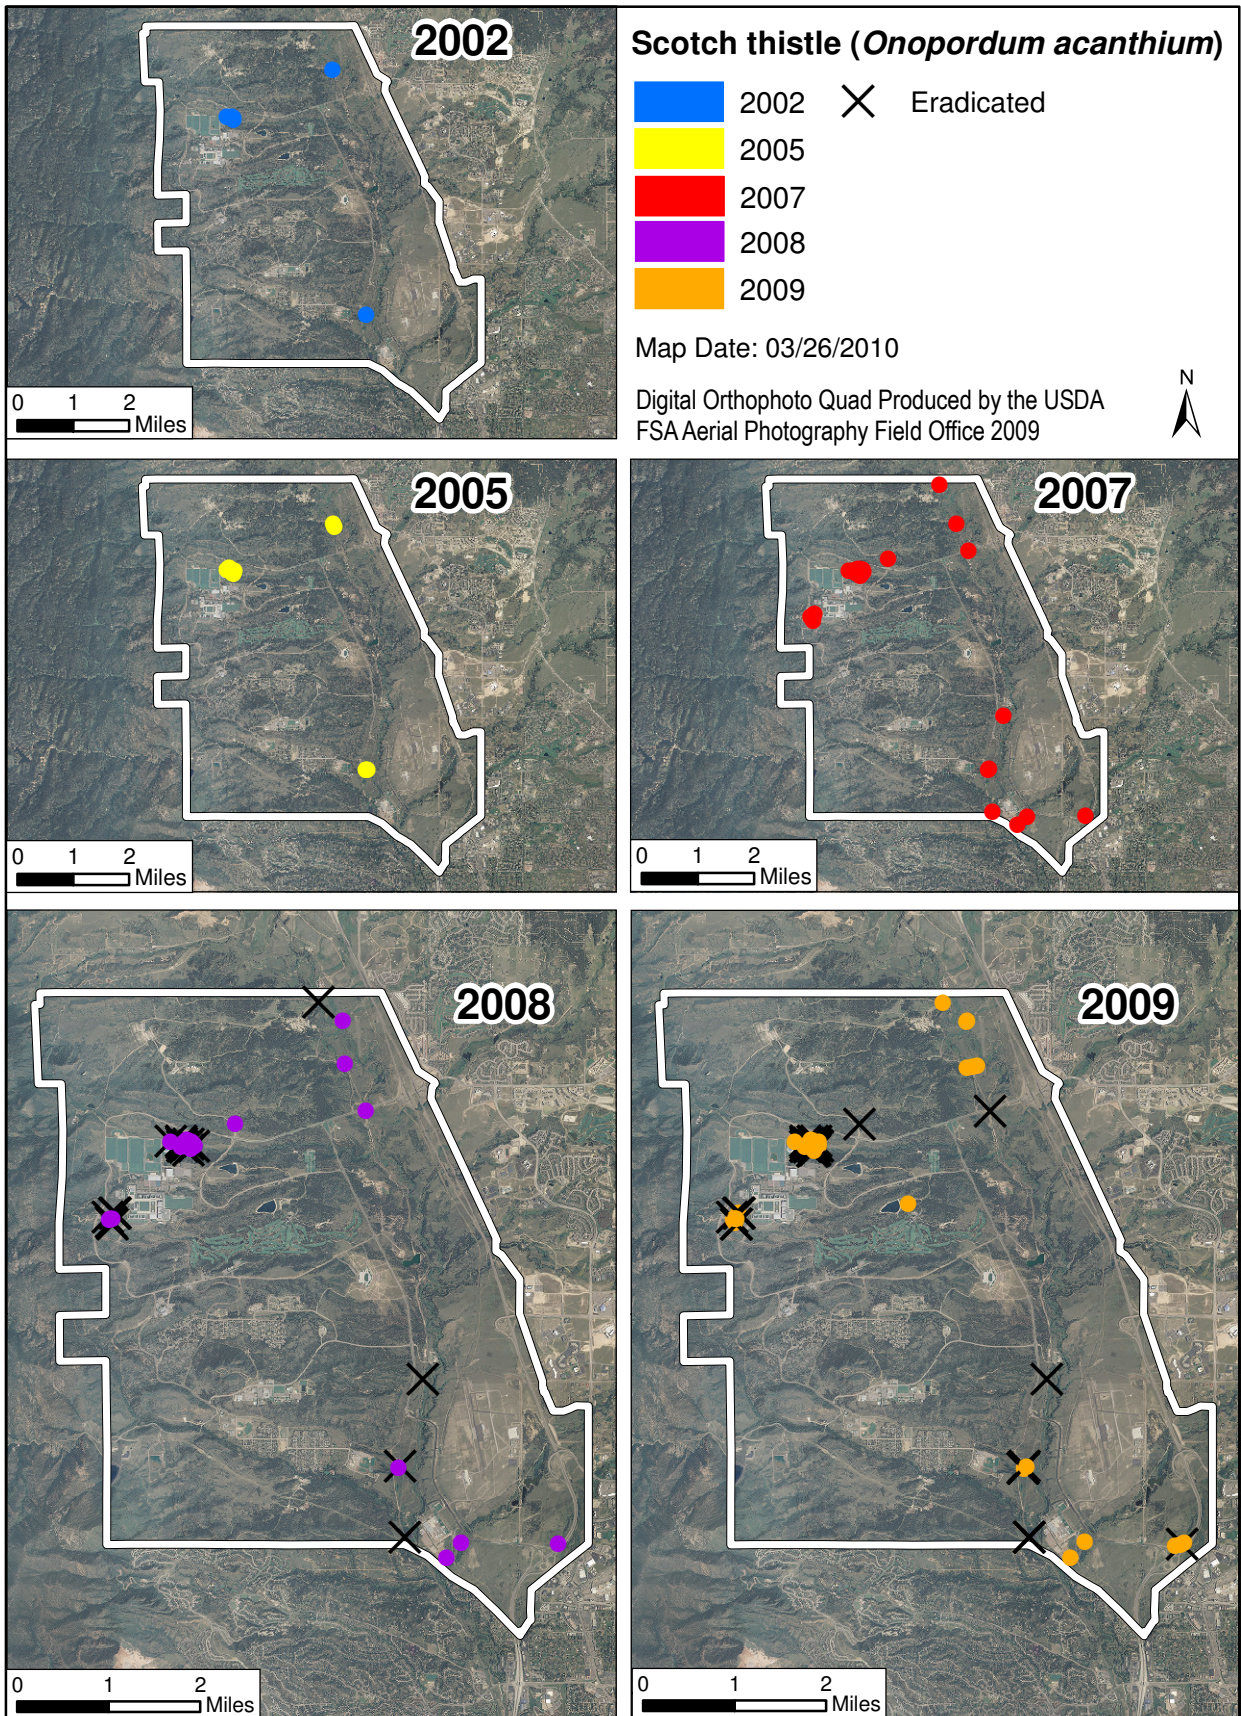 2002
Scotch thistle (Onopordum acanthium)
2002
Eradicated
2005
2007
2008
2009
Map Date: 03/26/2010
Digital Orthophoto Quad Produced by the USDA
FSA Aerial Photography Field Office 2009
N
0 1 2
Miles
2005
0 1 2
Miles
2007
0 1 2
Miles
2008
0 1 2
Miles
2009
0 1 2
Miles